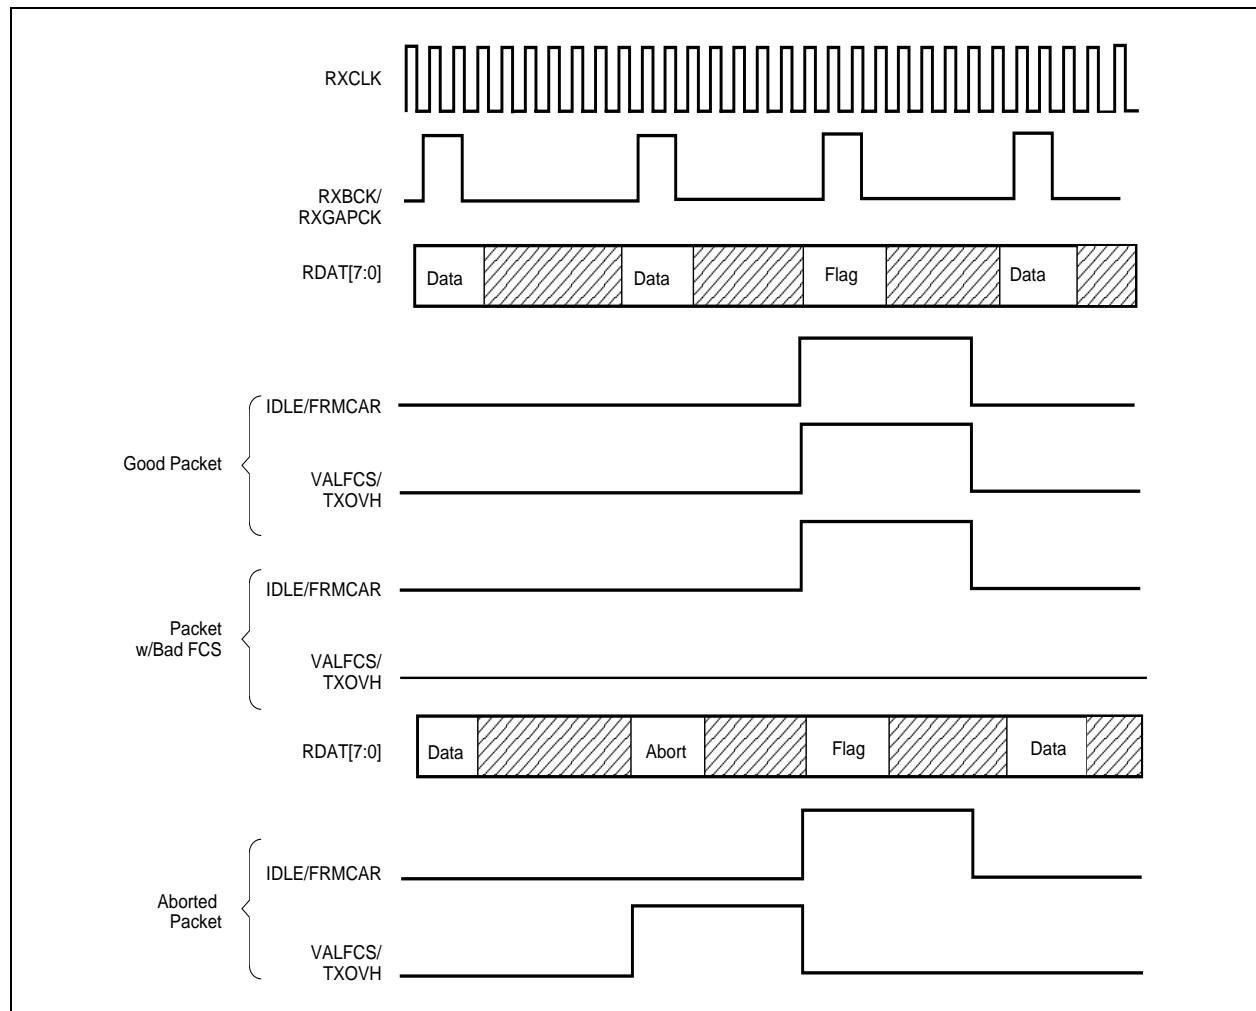 RXCLK
RXBCK/
RXGAPCK
RDAT[7:0]
Data
Data
Flag
Data
Good Packet
IDLE/FRMCAR
VALFCS/
TXOVH
Packet
w/Bad FCS
IDLE/FRMCAR
VALFCS/
TXOVH
RDAT[7:0]
Data
Abort
Flag
Data
Aborted
Packet
IDLE/FRMCAR
VALFCS/
TXOVH